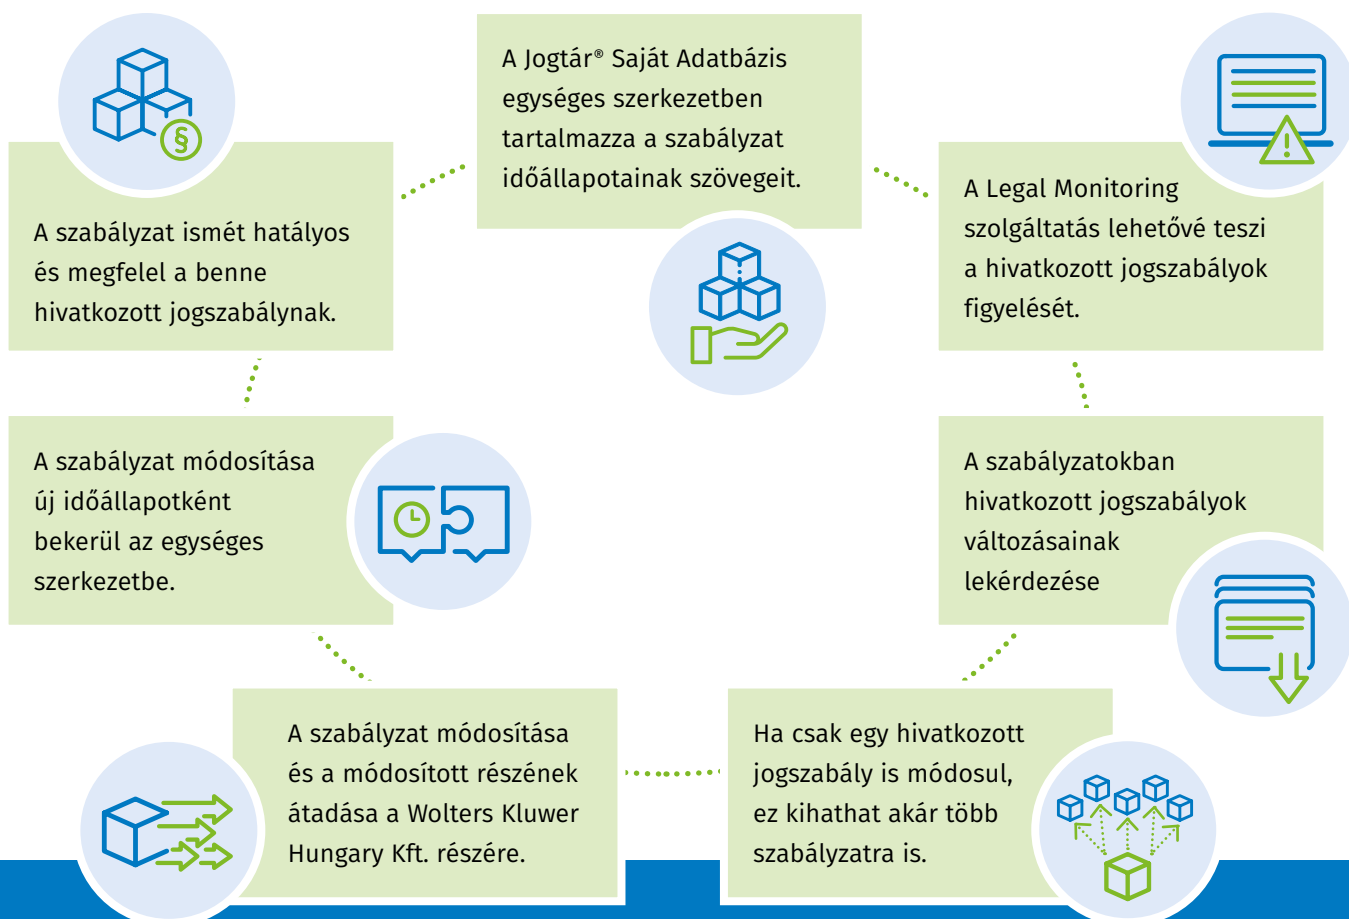 A Jogtár® Saját Adatbázis
egységes szerkezetben
tartalmazza a szabályzat
időállapotainak szövegeit.
A Legal Monitoring
szolgáltatás lehetővé teszi
a hivatkozott jogszabályok
figyelését.
A szabályzatokban
hivatkozott jogszabályok
változásainak
lekérdezése
Ha csak egy hivatkozott
jogszabály is módosul,
ez kihathat akár több
szabályzatra is.
A szabályzat módosítása
és a módosított részének
átadása a Wolters Kluwer
Hungary Kft. részére.
A szabályzat módosítása
új időállapotként
bekerül az egységes
szerkezetbe.
§
A szabályzat ismét hatályos
és megfelel a benne
hivatkozott jogszabálynak.